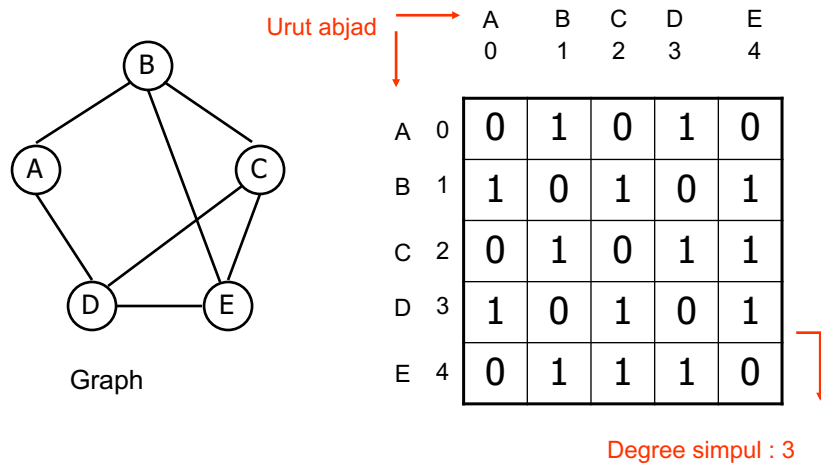 Urut abjad
A B C D E
0 1 2 3 4
B
A
C
D
E
Graph
A 0 0 1 0 1 0
B 1 1 0 1 0 1
C 2 0 1 0 1 1
D 3 1 0 1 0 1
E 4 0 1 1 1 0
Degree simpul : 3